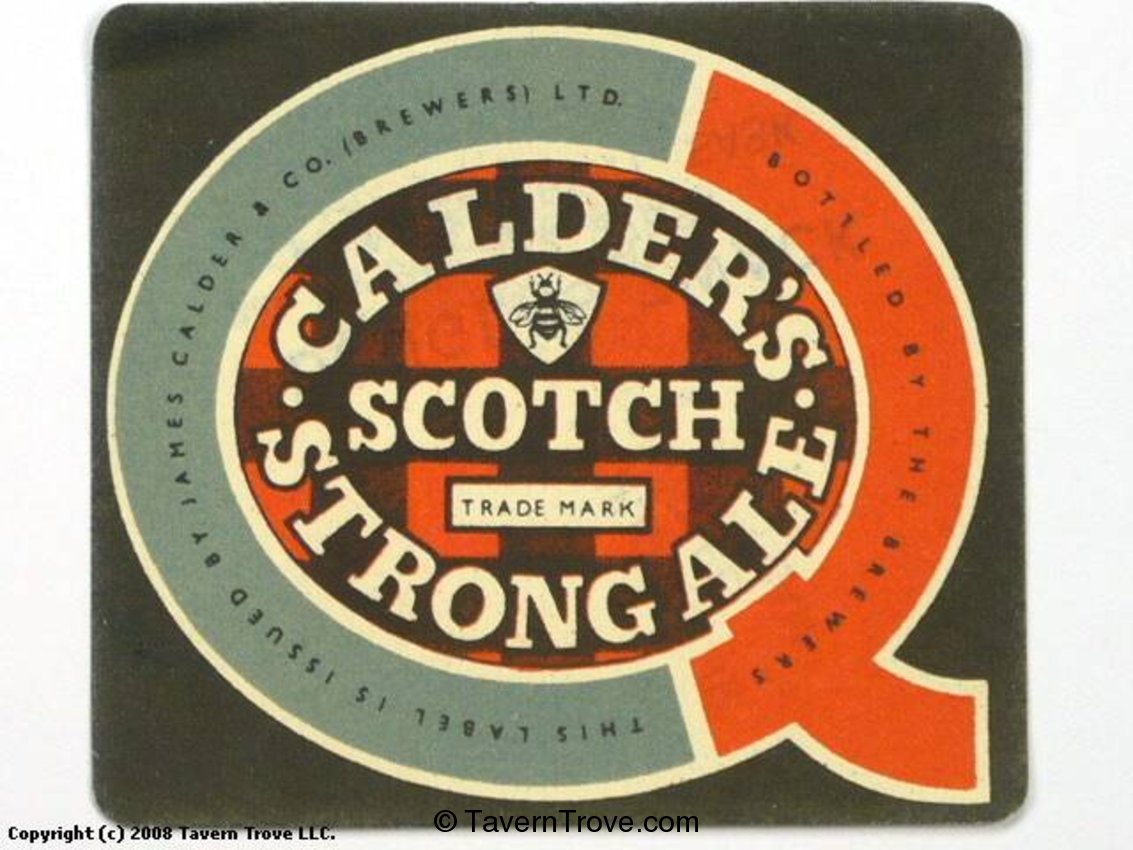 THIS LABEL IS ISSUED BY JAMES CALDER & CO. (BREWERS) LTD.
BOTTLED BY THE BREWERS
CALDER'S
SCOTCH
TRADE MARK
STRONG ALE
Copyright (c) 2008 Tavern Trove LLC.
© TavernTrove.com